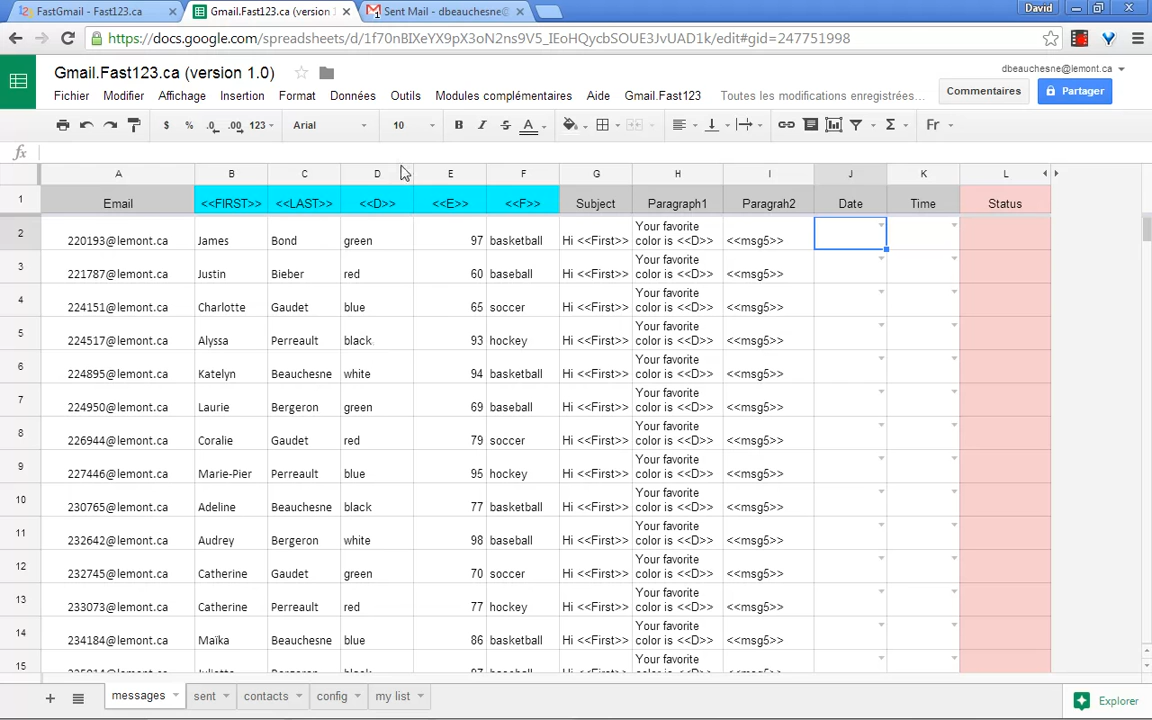 FastGmail - Fast123.ca
Gmail.Fast123.ca (version 1
Sent Mail - dbeauchesne@
David
https://docs.google.com/spreadsheets/d/1f70nBIXeYX9pX3oN2ns9V5_IEoHQycbSOUE3JvUAD1k/edit#gid=247751998
Gmail.Fast123.ca (version 1.0)
dbeauchesne@lemont.ca
Fichier Modifier Affichage Insertion Format Données Outils Modules complémentaires Aide Gmail.Fast123 Toutes les modifications enregistrées…
Commentaires
Partager
$ % .0 .00 123 Arial 10 B I S A Σ Fr
fx
A B C D E F G H I J K L
1 Email <<FIRST>> <<LAST>> <<D>> <<E>> <<F>> Subject Paragraph1 Paragrah2 Date Time Status
2 220193@lemont.ca James Bond green 97 basketball Hi <<First>> Your favorite color is <<D>> <<msg5>>
3 221787@lemont.ca Justin Bieber red 60 baseball Hi <<First>> Your favorite color is <<D>> <<msg5>>
4 224151@lemont.ca Charlotte Gaudet blue 65 soccer Hi <<First>> Your favorite color is <<D>> <<msg5>>
5 224517@lemont.ca Alyssa Perreault black 93 hockey Hi <<First>> Your favorite color is <<D>> <<msg5>>
6 224895@lemont.ca Katelyn Beauchesne white 94 basketball Hi <<First>> Your favorite color is <<D>> <<msg5>>
7 224950@lemont.ca Laurie Bergeron green 69 baseball Hi <<First>> Your favorite color is <<D>> <<msg5>>
8 226944@lemont.ca Coralie Gaudet red 79 soccer Hi <<First>> Your favorite color is <<D>> <<msg5>>
9 227446@lemont.ca Marie-Pier Perreault blue 95 hockey Hi <<First>> Your favorite color is <<D>> <<msg5>>
10 230765@lemont.ca Adeline Beauchesne black 77 basketball Hi <<First>> Your favorite color is <<D>> <<msg5>>
11 232642@lemont.ca Audrey Bergeron white 98 baseball Hi <<First>> Your favorite color is <<D>> <<msg5>>
12 232745@lemont.ca Catherine Gaudet green 70 soccer Hi <<First>> Your favorite color is <<D>> <<msg5>>
13 233073@lemont.ca Catherine Perreault red 77 hockey Hi <<First>> Your favorite color is <<D>> <<msg5>>
14 234184@lemont.ca Maïka Beauchesne blue 86 basketball Hi <<First>> Your favorite color is <<D>> <<msg5>>
15 Your favorite
messages sent contacts config my list
Explorer